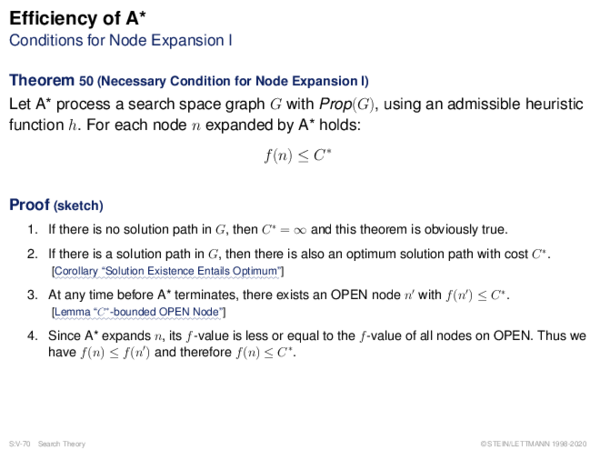 Efficiency of A*
Conditions for Node Expansion I
Theorem 50 (Necessary Condition for Node Expansion I)
Let A* process a search space graph G with Prop(G), using an admissible heuristic
function h. For each node n expanded by A* holds:
f(n) ≤ C*
Proof (sketch)
1. If there is no solution path in G, then C* = ∞ and this theorem is obviously true.
2. If there is a solution path in G, then there is also an optimum solution path with cost C*.
[Corollary “Solution Existence Entails Optimum”]
3. At any time before A* terminates, there exists an OPEN node n′ with f(n′) ≤ C*.
[Lemma “C*-bounded OPEN Node”]
4. Since A* expands n, its f-value is less or equal to the f-value of all nodes on OPEN. Thus we
have f(n) ≤ f(n′) and therefore f(n) ≤ C*.
S:V-70 Search Theory
© STEIN/LETTMANN 1998-2020